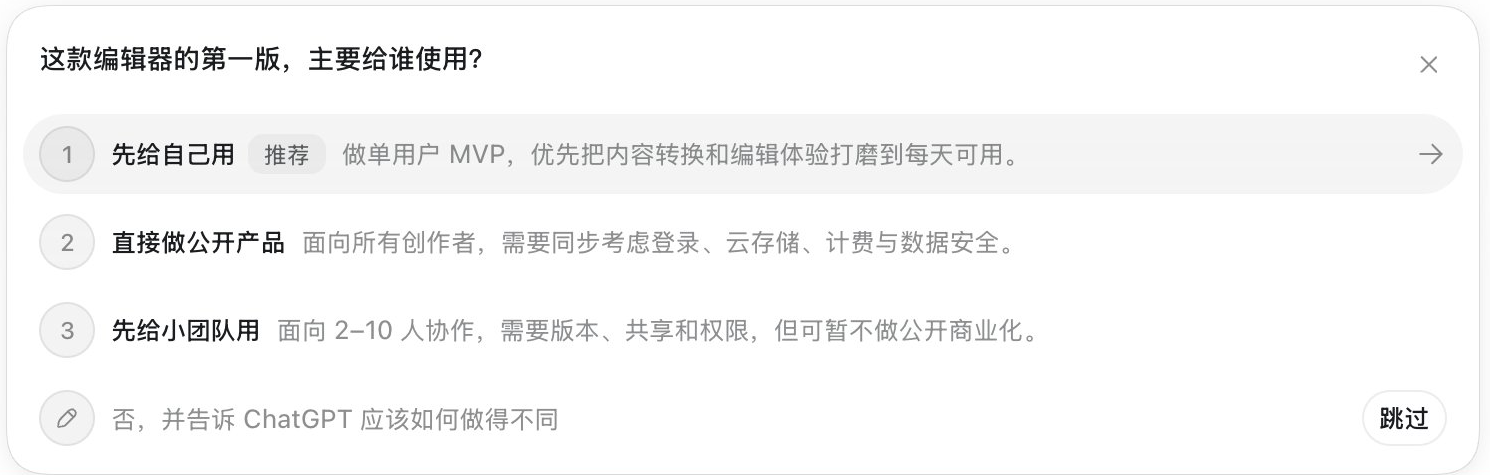 这款编辑器的第一版，主要给谁使用？
1 先给自己用 推荐 做单用户 MVP，优先把内容转换和编辑体验打磨到每天可用。
2 直接做公开产品 面向所有创作者，需要同步考虑登录、云存储、计费与数据安全。
3 先给小团队用 面向 2–10 人协作，需要版本、共享和权限，但可暂不做公开商业化。
否，并告诉 ChatGPT 应该如何做得不同 跳过